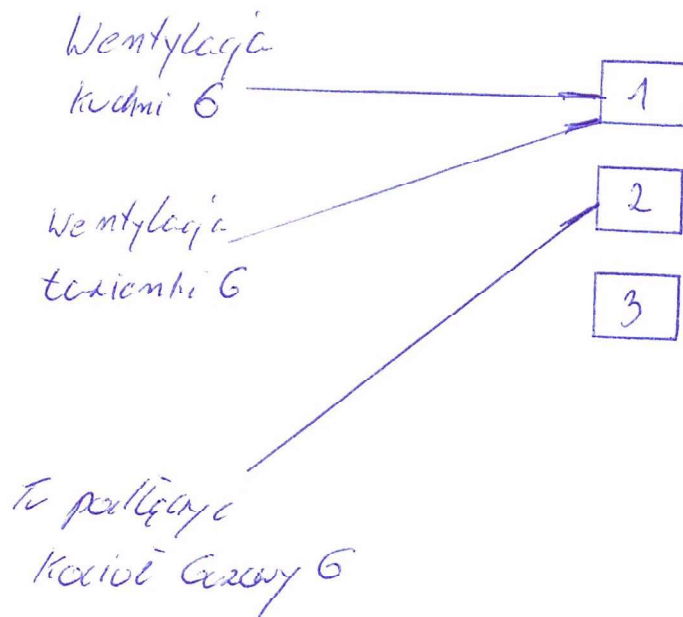 Wentylacja
kuchni 6
1
Wentylacja
łazienki 6
2
3
Tu podłączyć
Kocioł Gazowy 6